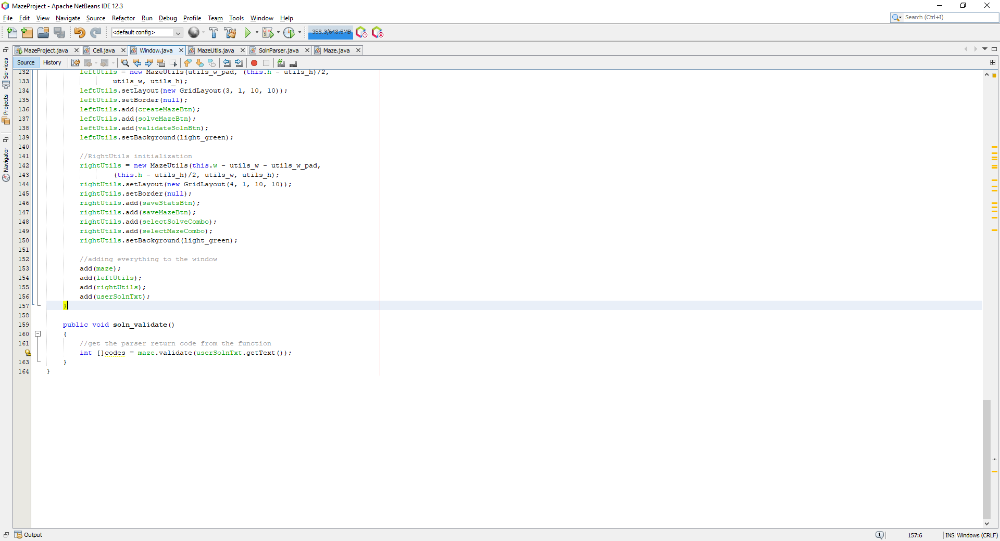 MazeProject - Apache NetBeans IDE 12.3
File Edit View Navigate Source Refactor Run Debug Profile Team Tools Window Help
Search (Ctrl+I)
<default config>
358.3/648.5MB
MazeProject.java Cell.java Window.java MazeUtils.java SolnParser.java Maze.java
Source History
Services
Projects
Navigator
132 leftUtils = new MazeUtils(utils_w_pad, (this.h - utils_h)/2,
133 utils_w, utils_h);
134 leftUtils.setLayout(new GridLayout(3, 1, 10, 10));
135 leftUtils.setBorder(null);
136 leftUtils.add(createMazeBtn);
137 leftUtils.add(solveMazeBtn);
138 leftUtils.add(validateSolnBtn);
139 leftUtils.setBackground(light_green);
140
141 //RightUtils initialization
142 rightUtils = new MazeUtils(this.w - utils_w - utils_w_pad,
143 (this.h - utils_h)/2, utils_w, utils_h);
144 rightUtils.setLayout(new GridLayout(4, 1, 10, 10));
145 rightUtils.setBorder(null);
146 rightUtils.add(saveStatsBtn);
147 rightUtils.add(saveMazeBtn);
148 rightUtils.add(selectSolveCombo);
149 rightUtils.add(selectMazeCombo);
150 rightUtils.setBackground(light_green);
151
152 //adding everything to the window
153 add(maze);
154 add(leftUtils);
155 add(rightUtils);
156 add(userSolnTxt);
157 }
158
159 public void soln_validate()
160 {
161 //get the parser return code from the function
int []codes = maze.validate(userSolnTxt.getText());
163 }
164 }
Output
1
157:6
INS
Windows (CRLF)